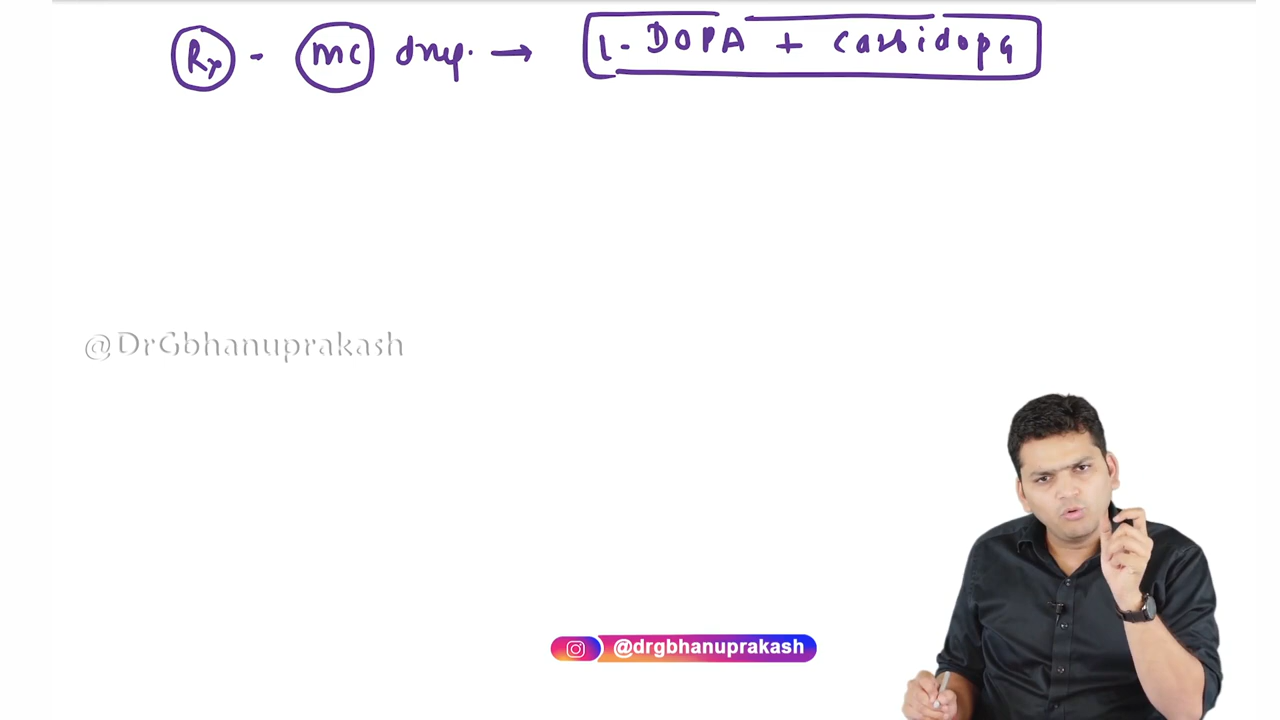 Rx - mc drug. → L-DOPA + carbidopa
@DrGbhanuprakash
@drgbhanuprakash